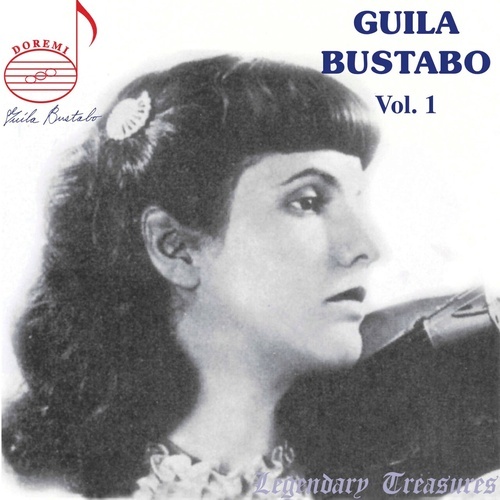 GUILA
BUSTABO
Vol. 1
DOREMI
Guila Bustabo
Legendary Treasures